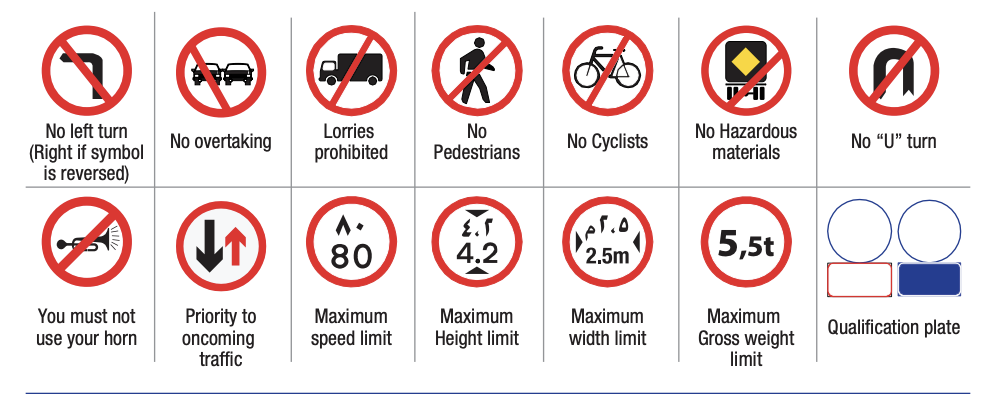 No left turn
(Right if symbol
is reversed)
No overtaking
Lorries
prohibited
No
Pedestrians
No Cyclists
No Hazardous
materials
No “U” turn
٨٠
80
٤.٢
4.2
٢.٥ م
2.5m
5,5t
You must not
use your horn
Priority to
oncoming
traffic
Maximum
speed limit
Maximum
Height limit
Maximum
width limit
Maximum
Gross weight
limit
Qualification plate